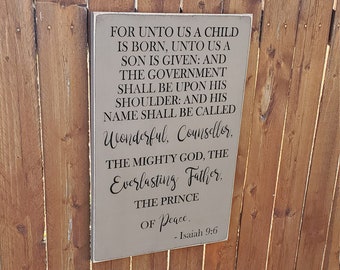 FOR UNTO US A CHILD
IS BORN, UNTO US A
SON IS GIVEN: AND
THE GOVERNMENT
SHALL BE UPON HIS
SHOULDER: AND HIS
NAME SHALL BE CALLED
Wonderful, Counsellor,
THE MIGHTY GOD, THE
Everlasting Father,
THE PRINCE
OF Peace.
- Isaiah 9:6